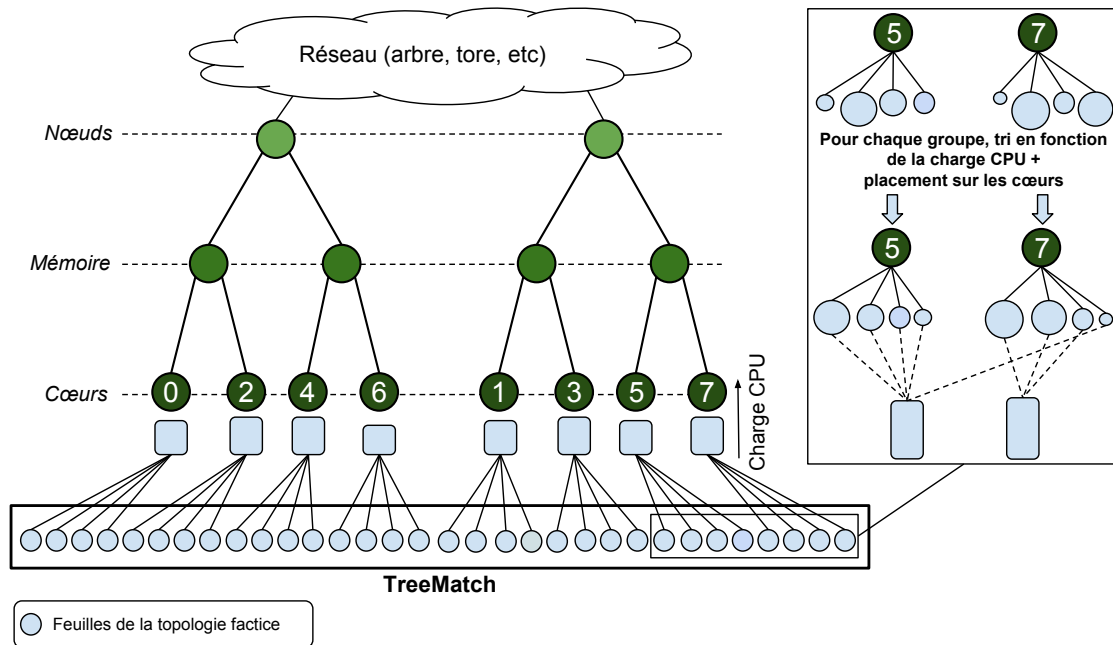 Réseau (arbre, tore, etc)
Nœuds
Mémoire
Cœurs
0
2
4
6
1
3
5
7
Charge CPU
TreeMatch
Feuilles de la topologie factice
5
7
Pour chaque groupe, tri en fonction
de la charge CPU +
placement sur les cœurs
5
7